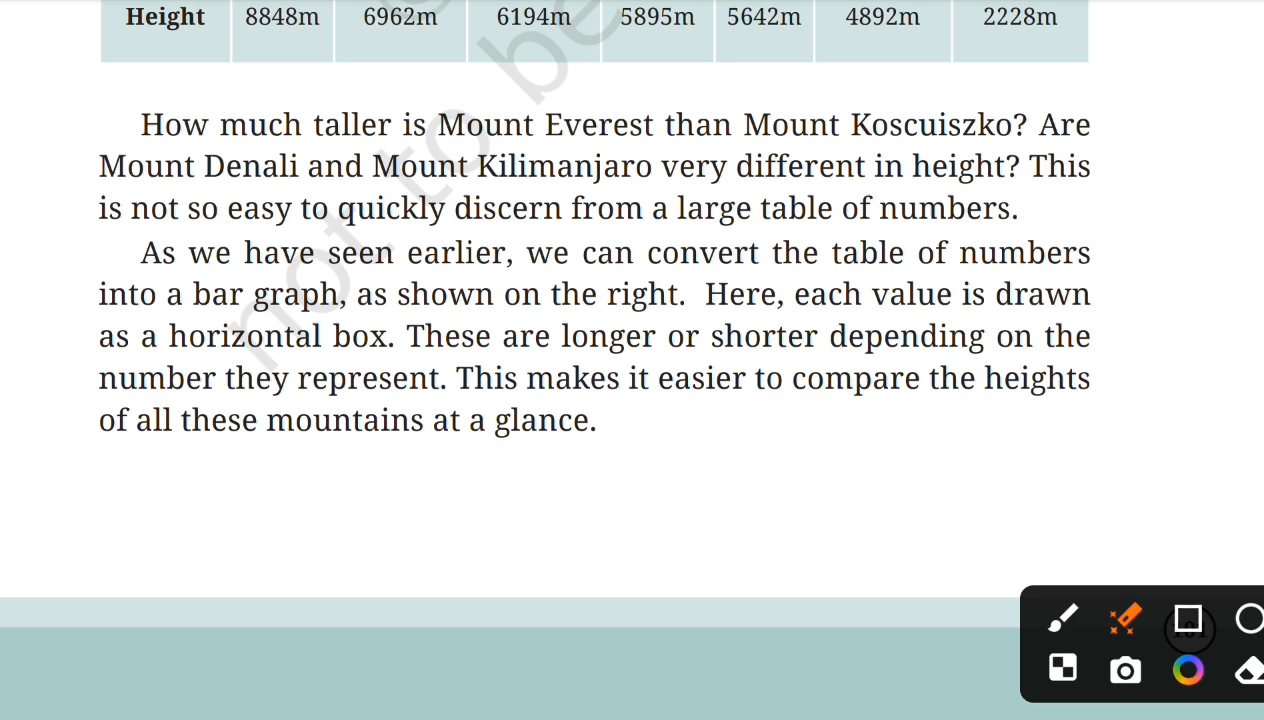 Height 8848m 6962m 6194m 5895m 5642m 4892m 2228m
How much taller is Mount Everest than Mount Koscuiszko? Are
Mount Denali and Mount Kilimanjaro very different in height? This
is not so easy to quickly discern from a large table of numbers.
As we have seen earlier, we can convert the table of numbers
into a bar graph, as shown on the right. Here, each value is drawn
as a horizontal box. These are longer or shorter depending on the
number they represent. This makes it easier to compare the heights
of all these mountains at a glance.
not to be